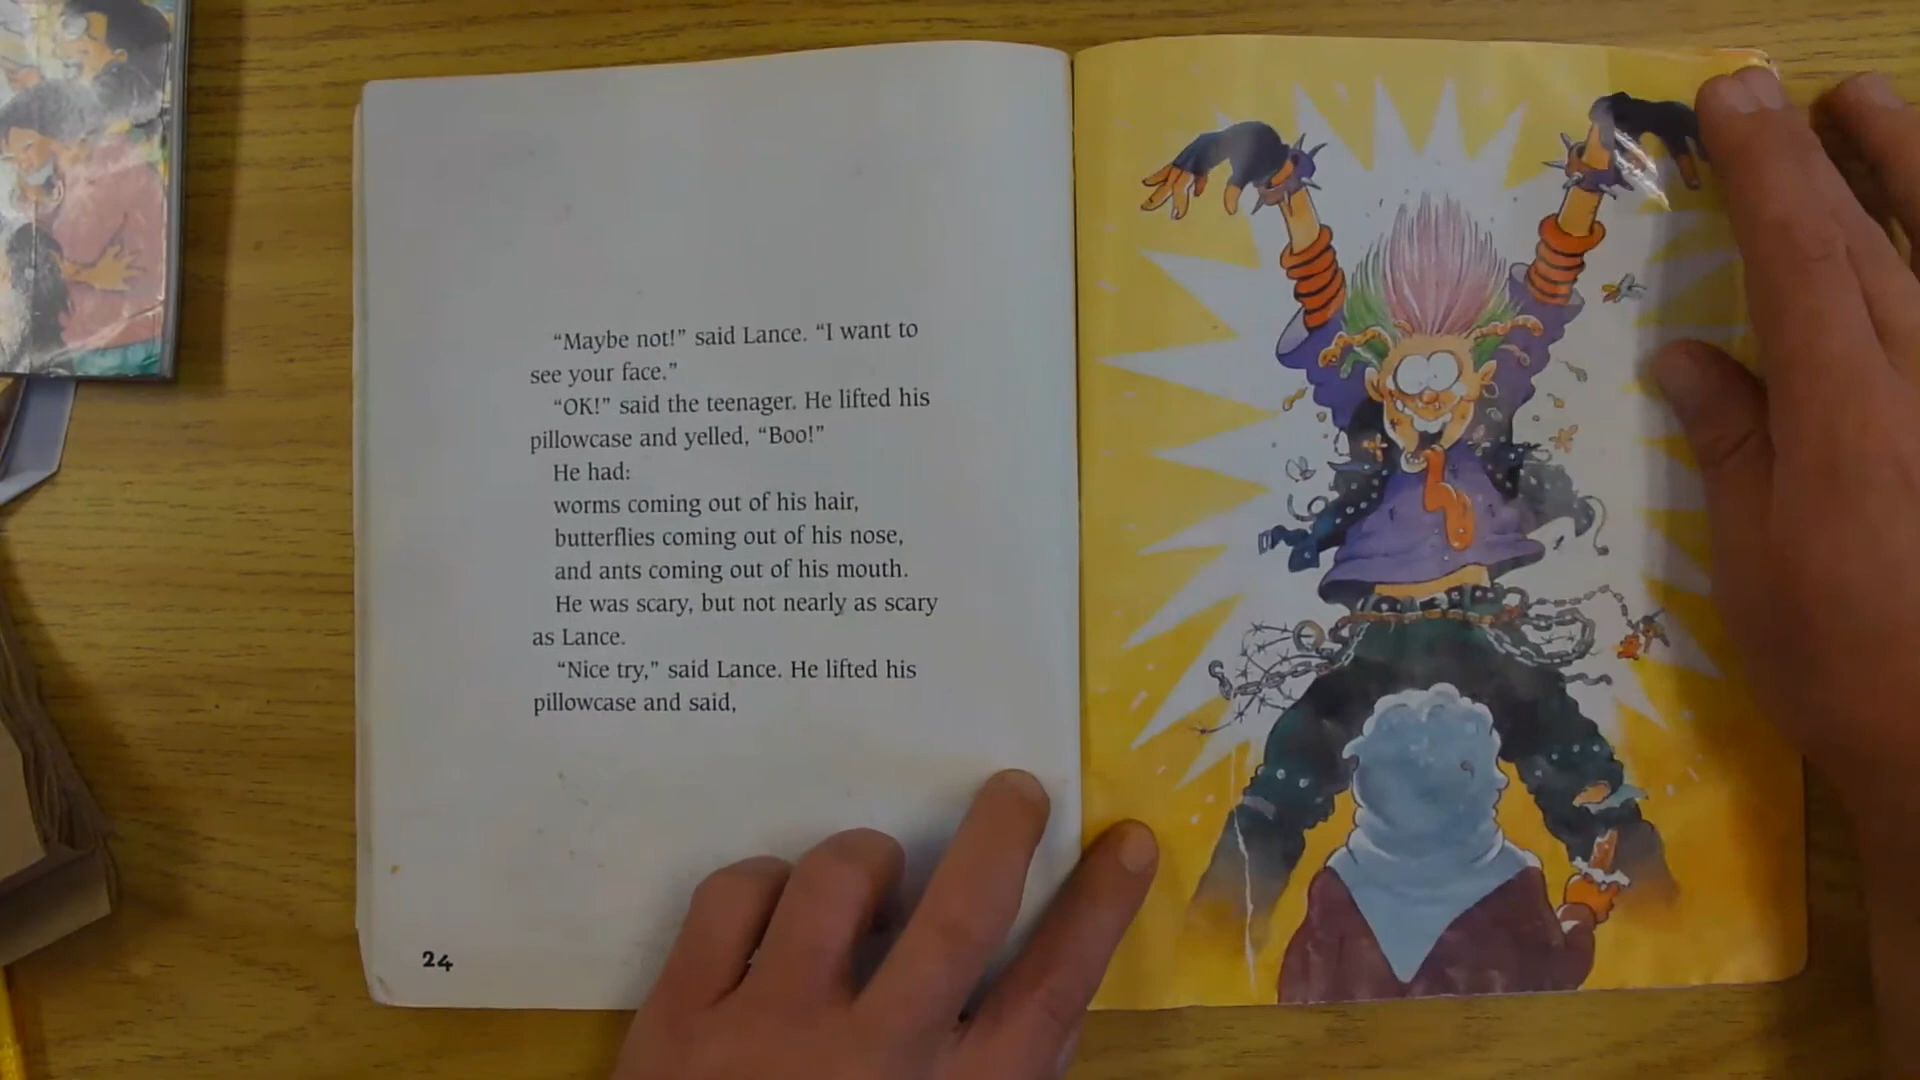 “Maybe not!” said Lance. “I want to
see your face.”
“OK!” said the teenager. He lifted his
pillowcase and yelled, “Boo!”
He had:
worms coming out of his hair,
butterflies coming out of his nose,
and ants coming out of his mouth.
He was scary, but not nearly as scary
as Lance.
“Nice try,” said Lance. He lifted his
pillowcase and said,
24